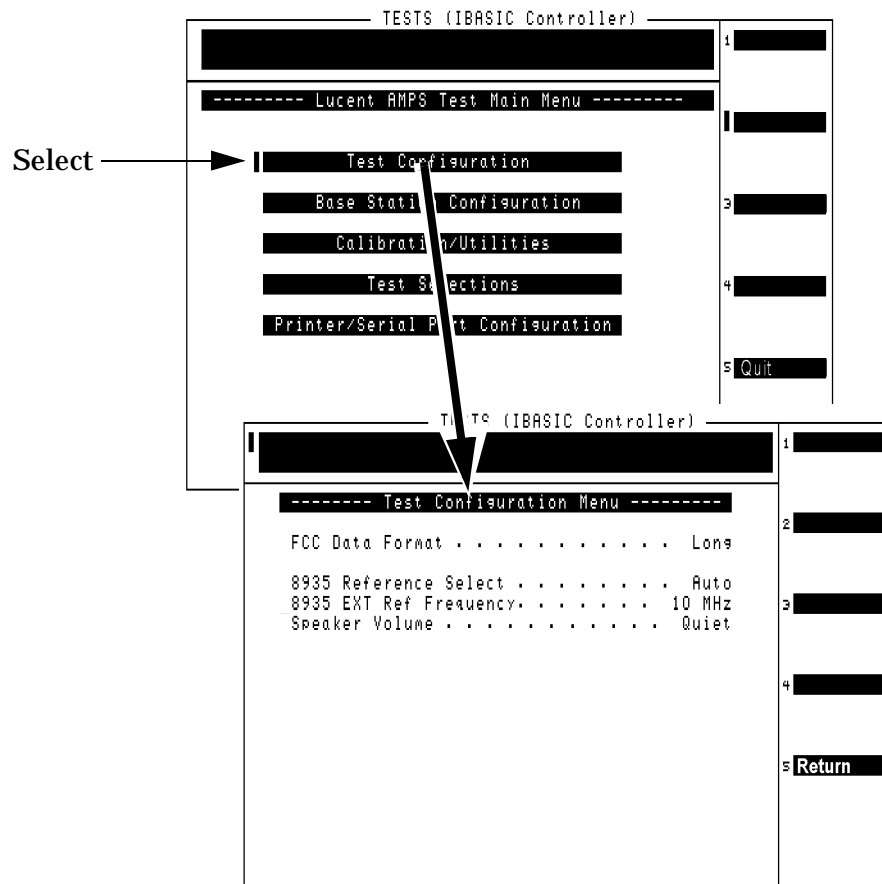 TESTS (IBASIC Controller)
1
--------- Lucent AMPS Test Main Menu ---------
Select
Test Configuration
Base Station Configuration
3
Calibration/Utilities
Test Selections
4
Printer/Serial Port Configuration
5 Quit
TESTS (IBASIC Controller)
1
-------- Test Configuration Menu ---------
2
FCC Data Format . . . . . . . . . . . Long
8935 Reference Select . . . . . . . . Auto
8935 EXT Ref Frequency. . . . . . . 10 MHz
3
Speaker Volume . . . . . . . . . . . Quiet
4
5 Return